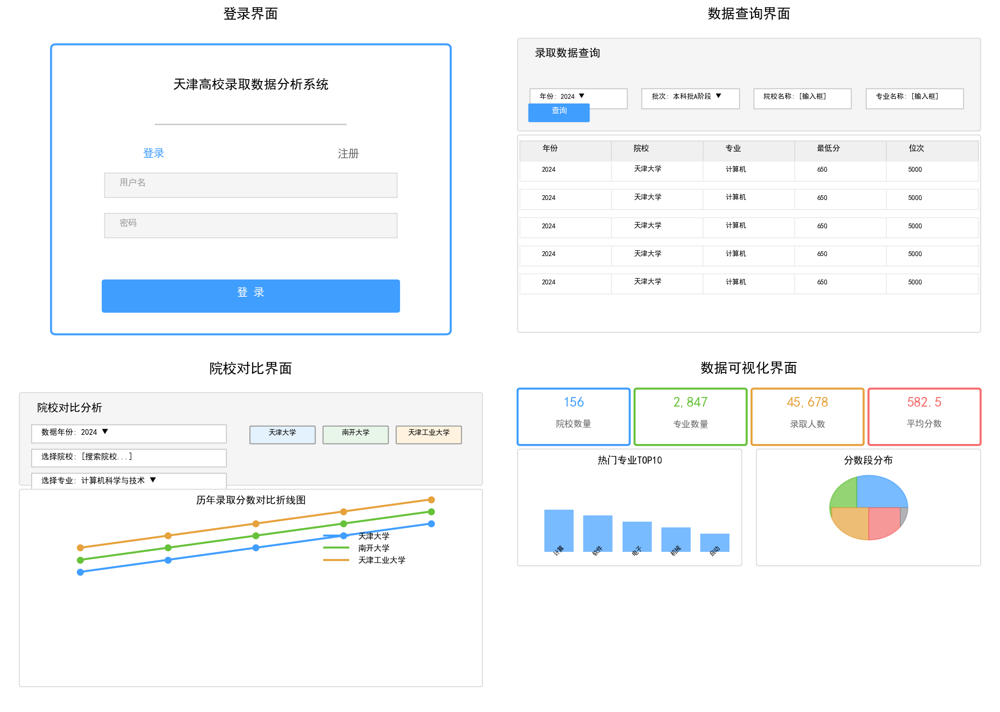 登录界面
天津高校录取数据分析系统
登录 注册
用户名
密码
登 录
数据查询界面
录取数据查询
年份: 2024 ▼ 批次: 本科批A阶段 ▼ 院校名称: [输入框] 专业名称: [输入框]
查询
年份 院校 专业 最低分 位次
2024 天津大学 计算机 650 5000
2024 天津大学 计算机 650 5000
2024 天津大学 计算机 650 5000
2024 天津大学 计算机 650 5000
2024 天津大学 计算机 650 5000
院校对比界面
院校对比分析
数据年份: 2024 ▼
天津大学 南开大学 天津工业大学
选择院校: [搜索院校...]
选择专业: 计算机科学与技术 ▼
历年录取分数对比折线图
天津大学
南开大学
天津工业大学
数据可视化界面
156 2,847 45,678 582.5
院校数量 专业数量 录取人数 平均分数
热门专业TOP10
计算 软件 电子 机械 自动
分数段分布